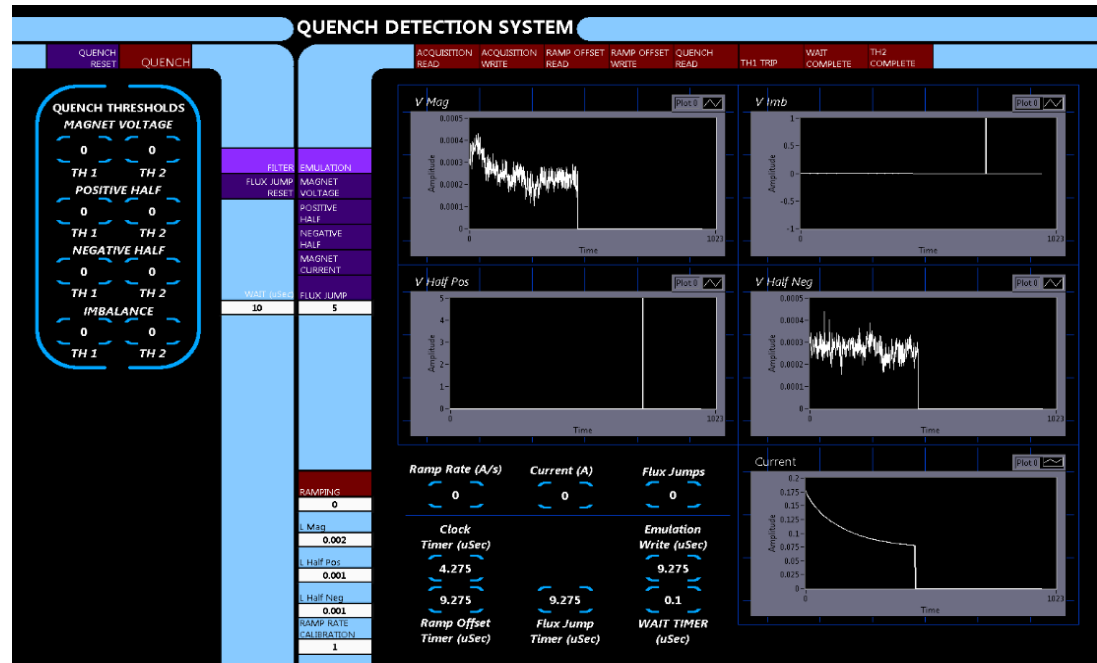 QUENCH DETECTION SYSTEM
QUENCH
RESET
QUENCH
ACQUISITION
READ
ACQUISITION
WRITE
RAMP OFFSET
READ
RAMP OFFSET
WRITE
QUENCH
READ
TH1 TRIP
WAIT
COMPLETE
TH2
COMPLETE
QUENCH THRESHOLDS
MAGNET VOLTAGE
0 0
TH 1 TH 2
POSITIVE HALF
0 0
TH 1 TH 2
NEGATIVE HALF
0 0
TH 1 TH 2
IMBALANCE
0 0
TH 1 TH 2
FILTER
FLUX JUMP
RESET
WAIT (uSec)
10
EMULATION
MAGNET
VOLTAGE
POSITIVE
HALF
NEGATIVE
HALF
MAGNET
CURRENT
FLUX JUMP
5
RAMPING
0
L Mag
0.002
L Half Pos
0.001
L Half Neg
0.001
RAMP RATE
CALIBRATION
1
V Mag
Plot 0
0.0005
0.0004
0.0003
0.0002
0.0001
0
Amplitude
0 1023
Time
V Imb
Plot 0
1
0.5
0
-0.5
-1
Amplitude
0 1023
Time
V Half Pos
Plot 0
5
4
3
2
1
0
Amplitude
0 1023
Time
V Half Neg
Plot 0
0.0005
0.0004
0.0003
0.0002
0.0001
0
Amplitude
0 1023
Time
Ramp Rate (A/s)
0
Current (A)
0
Flux Jumps
0
Clock
Timer (uSec)
4.275
Emulation
Write (uSec)
9.275
9.275
Ramp Offset
Timer (uSec)
9.275
Flux Jump
Timer (uSec)
0.1
WAIT TIMER
(uSec)
Current
Plot 0
0.2
0.175
0.15
0.125
0.1
0.075
0.05
0.025
0
Amplitude
0 1023
Time